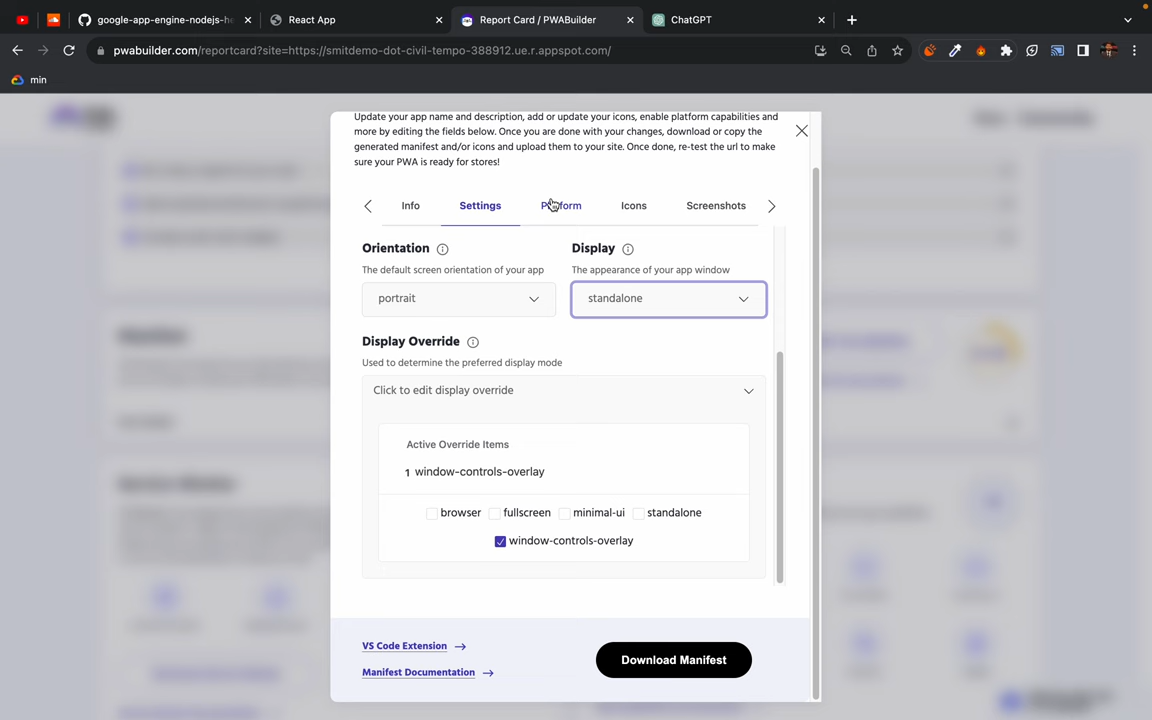 google-app-engine-nodejs-he
React App
Report Card / PWABuilder
ChatGPT
pwabuilder.com/reportcard?site=https://smitdemo-dot-civil-tempo-388912.ue.r.appspot.com/
min
Update your app name and description, add or update your icons, enable platform capabilities and
more by editing the fields below. Once you are done with your changes, download or copy the
generated manifest and/or icons and upload them to your site. Once done, re-test the url to make
sure your PWA is ready for stores!
Info Settings Platform Icons Screenshots
Orientation
Display
The default screen orientation of your app
The appearance of your app window
portrait
standalone
Display Override
Used to determine the preferred display mode
Click to edit display override
Active Override Items
1 window-controls-overlay
browser fullscreen minimal-ui standalone
window-controls-overlay
VS Code Extension
Manifest Documentation
Download Manifest